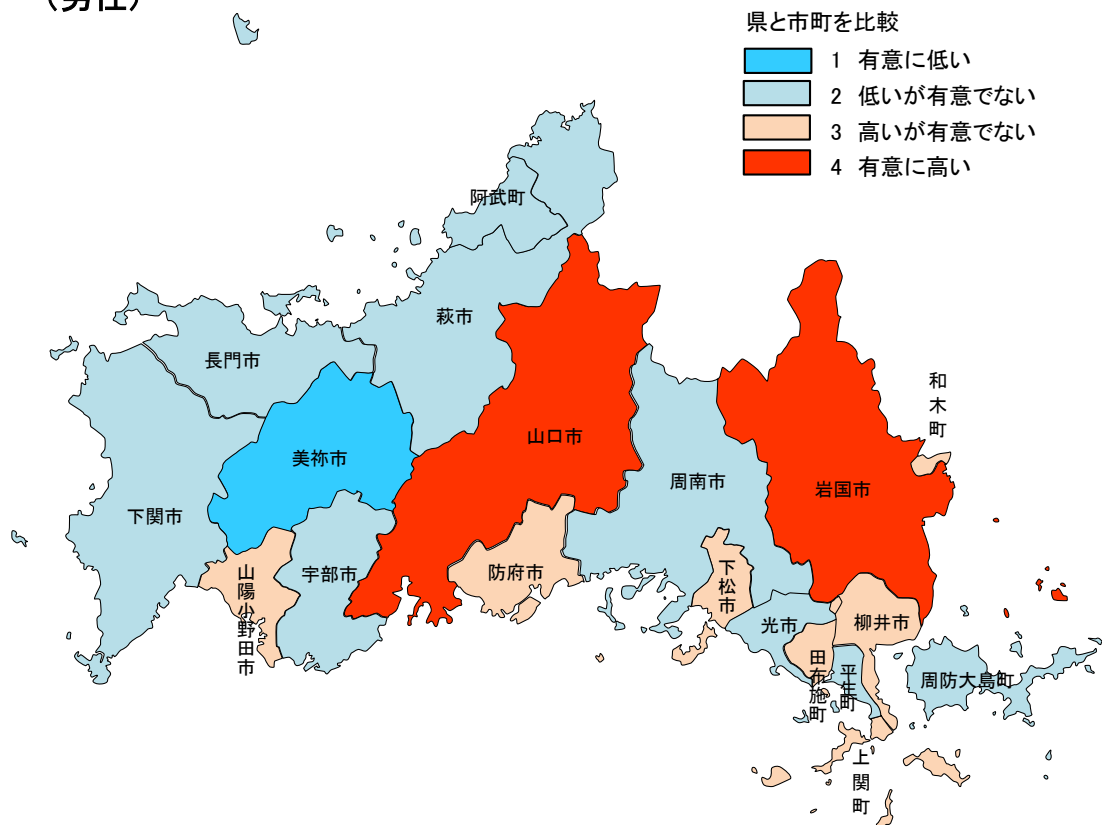 (男性)
県と市町を比較
1 有意に低い
2 低いが有意でない
3 高いが有意でない
4 有意に高い
阿武町
萩市
長門市
和木町
山口市
美祢市
周南市
岩国市
下関市
宇部市
防府市
下松市
山陽小野田市
光市
柳井市
田布施町
平生町
周防大島町
上関町